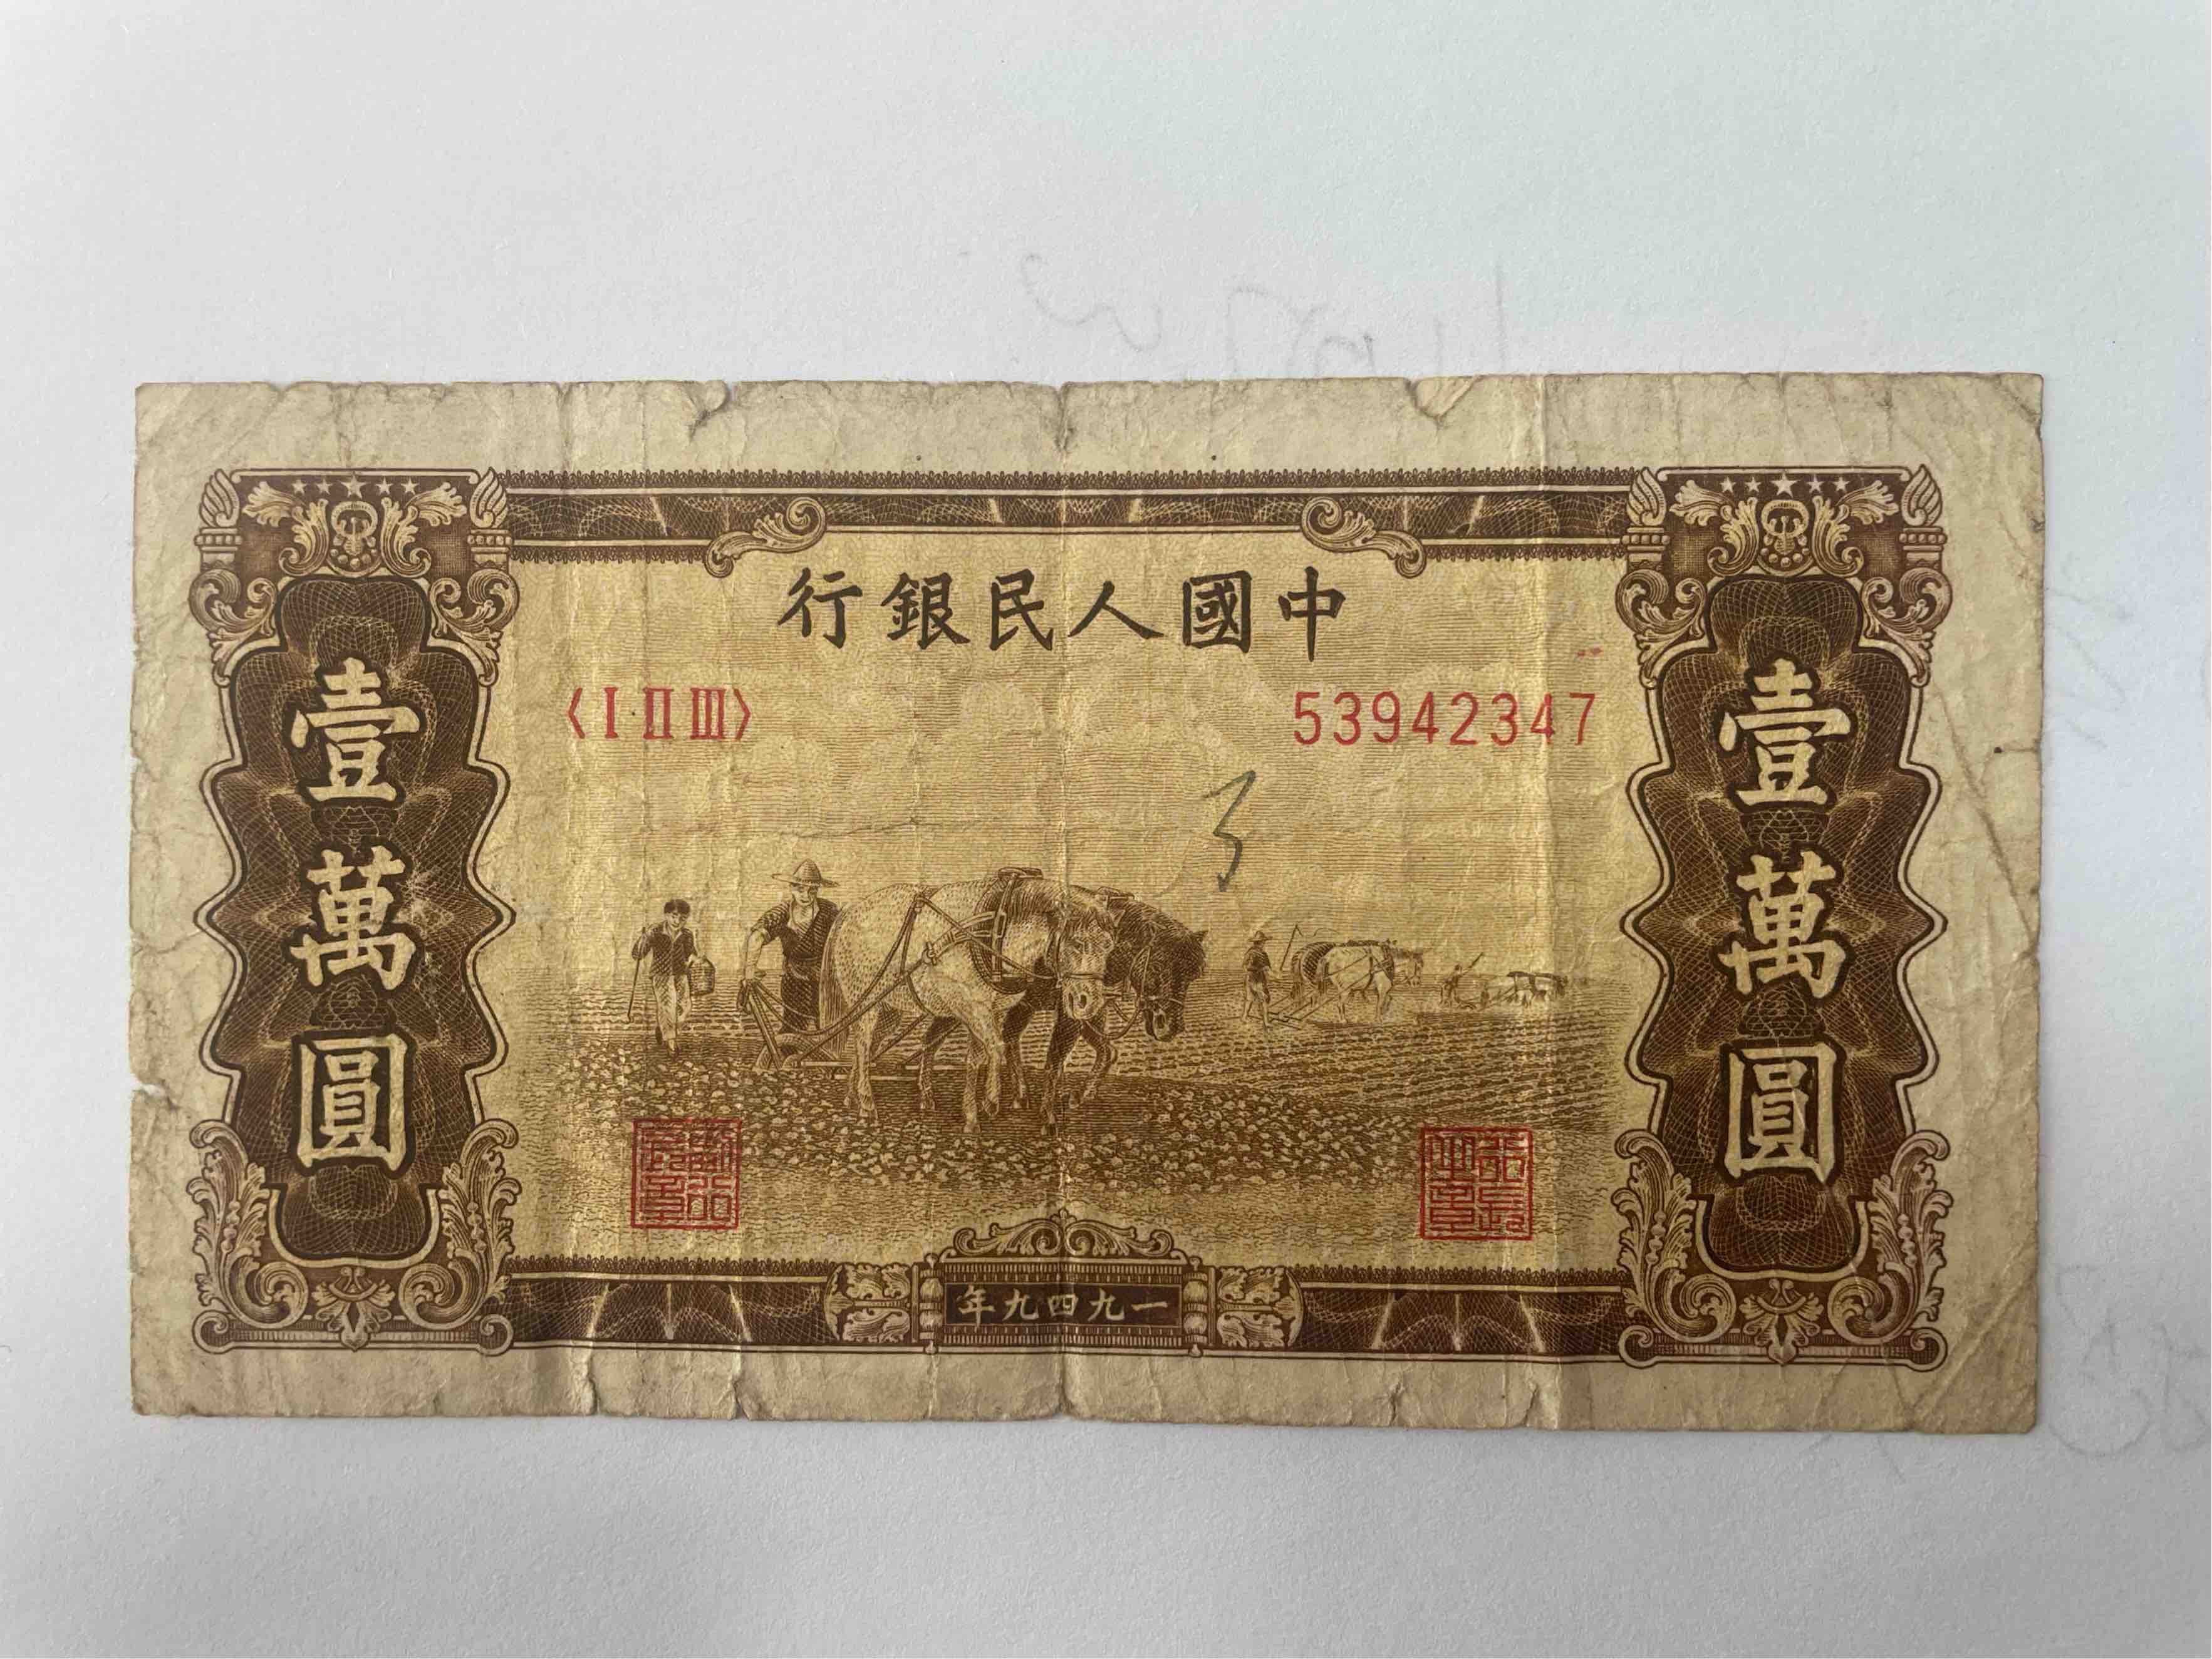 中國人民銀行
〈Ⅰ Ⅱ Ⅲ〉
53942347
壹萬圓
壹萬圓
一九四九年